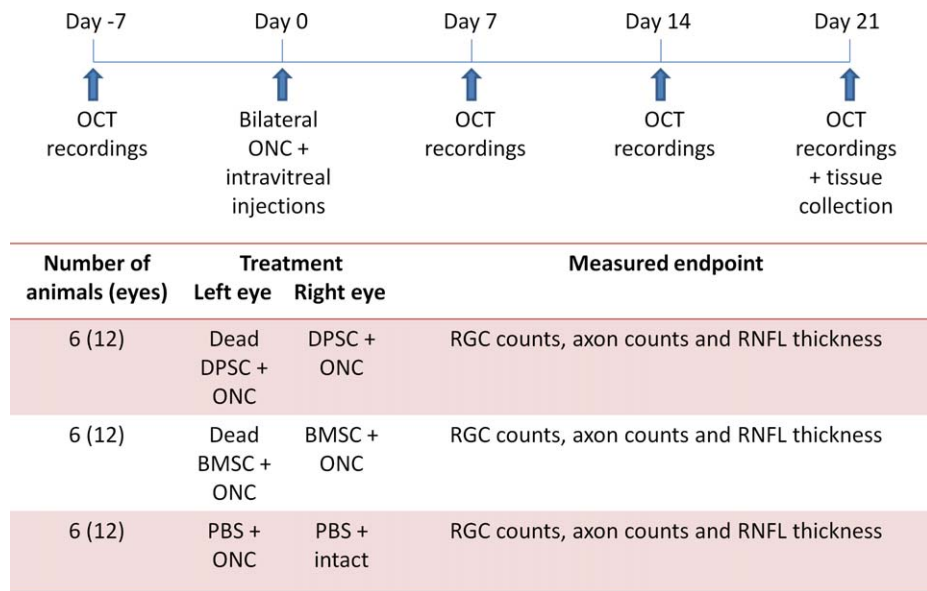 Day -7
Day 0
Day 7
Day 14
Day 21
OCT
recordings
Bilateral
ONC +
intravitreal
injections
OCT
recordings
OCT
recordings
OCT
recordings
+ tissue
collection
Number of
animals (eyes)
Treatment
Left eye Right eye
Measured endpoint
6 (12)
Dead
DPSC +
ONC
DPSC +
ONC
RGC counts, axon counts and RNFL thickness
6 (12)
Dead
BMSC +
ONC
BMSC +
ONC
RGC counts, axon counts and RNFL thickness
6 (12)
PBS +
ONC
PBS +
intact
RGC counts, axon counts and RNFL thickness